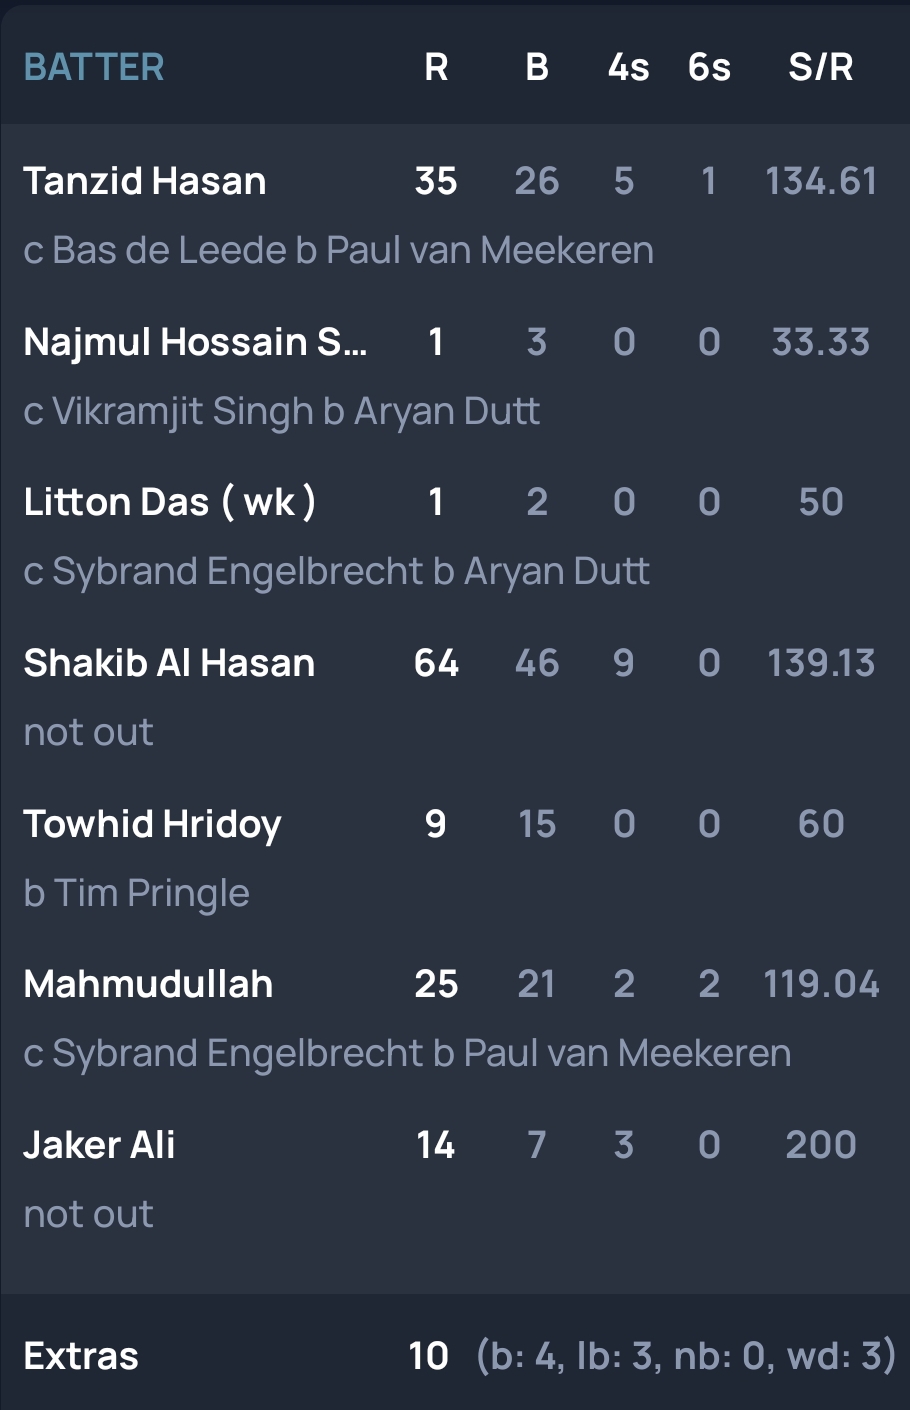 BATTER R B 4s 6s S/R
Tanzid Hasan 35 26 5 1 134.61
c Bas de Leede b Paul van Meekeren
Najmul Hossain S... 1 3 0 0 33.33
c Vikramjit Singh b Aryan Dutt
Litton Das ( wk ) 1 2 0 0 50
c Sybrand Engelbrecht b Aryan Dutt
Shakib Al Hasan 64 46 9 0 139.13
not out
Towhid Hridoy 9 15 0 0 60
b Tim Pringle
Mahmudullah 25 21 2 2 119.04
c Sybrand Engelbrecht b Paul van Meekeren
Jaker Ali 14 7 3 0 200
not out
Extras 10 (b: 4, lb: 3, nb: 0, wd: 3)